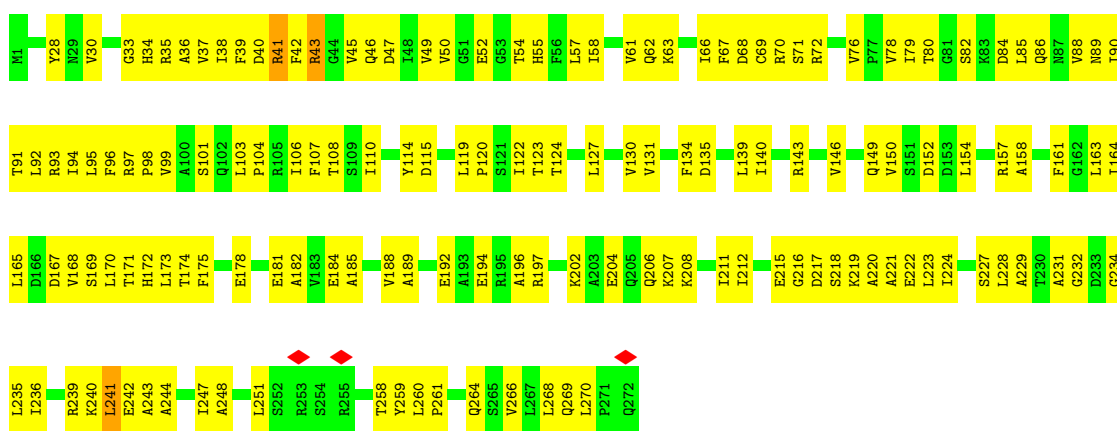 M1 Y28 N29 V30 G33 H34 R35 A36 V37 I38 F39 D40 R41 F42 R43 G44 V45 Q46 D47 I48 V49 V50 G51 E52 G53 T54 H55 F56 L57 I58 V61 Q62 K63 I66 F67 D68 C69 R70 S71 R72 V76 P77 V78 I79 T80 G81 S82 K83 D84 L85 Q86 N87 V88 N89 I90
T91 L92 R93 I94 L95 F96 R97 P98 V99 A100 S101 Q102 L103 P104 R105 I106 F107 T108 S109 I110 Y114 D115 L119 P120 S121 I122 T123 T124 L127 V130 V131 F134 D135 L139 I140 R143 V146 Q149 V150 S151 D152 D153 L154 R157 A158 F161 G162 L163 I164
L165 D166 D167 V168 S169 L170 T171 H172 L173 T174 F175 E178 E181 A182 V183 E184 A185 V188 A189 E192 A193 E194 R195 A196 R197 K202 A203 E204 Q205 Q206 K207 K208 I211 I212 E215 G216 D217 S218 K219 A220 A221 E222 L223 I224 S227 L228 A229 T230 A231 G232 D233 G234
L235 I236 R239 K240 L241 E242 A243 A244 I247 A248 L251 S252 R253 S254 R255 T258 Y259 L260 P261 Q264 S265 V266 L267 L268 Q269 L270 P271 Q272